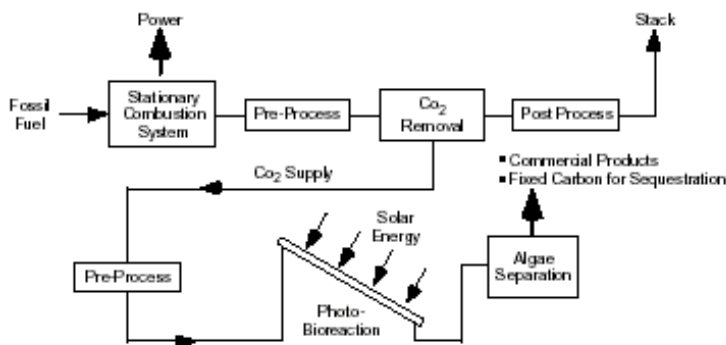 Power
Stack
Fossil
Fuel
Stationary
Combustion
System
Pre-Process
Co2
Removal
Post Process
▪ Commercial Products
▪ Fixed Carbon for Sequestration
Co2 Supply
Solar
Energy
Pre-Process
Algae
Separation
Photo-
Bioreaction